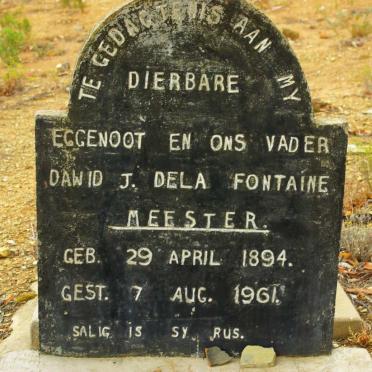 TE GEDACHTENIS AAN MY
DIERBARE
EGGENOOT EN ONS VADER
DAWID J. DELA FONTAINE
MEESTER.
GEB. 29 APRIL 1894.
GEST. 7 AUG. 1961.
SALIG IS SY RUS.